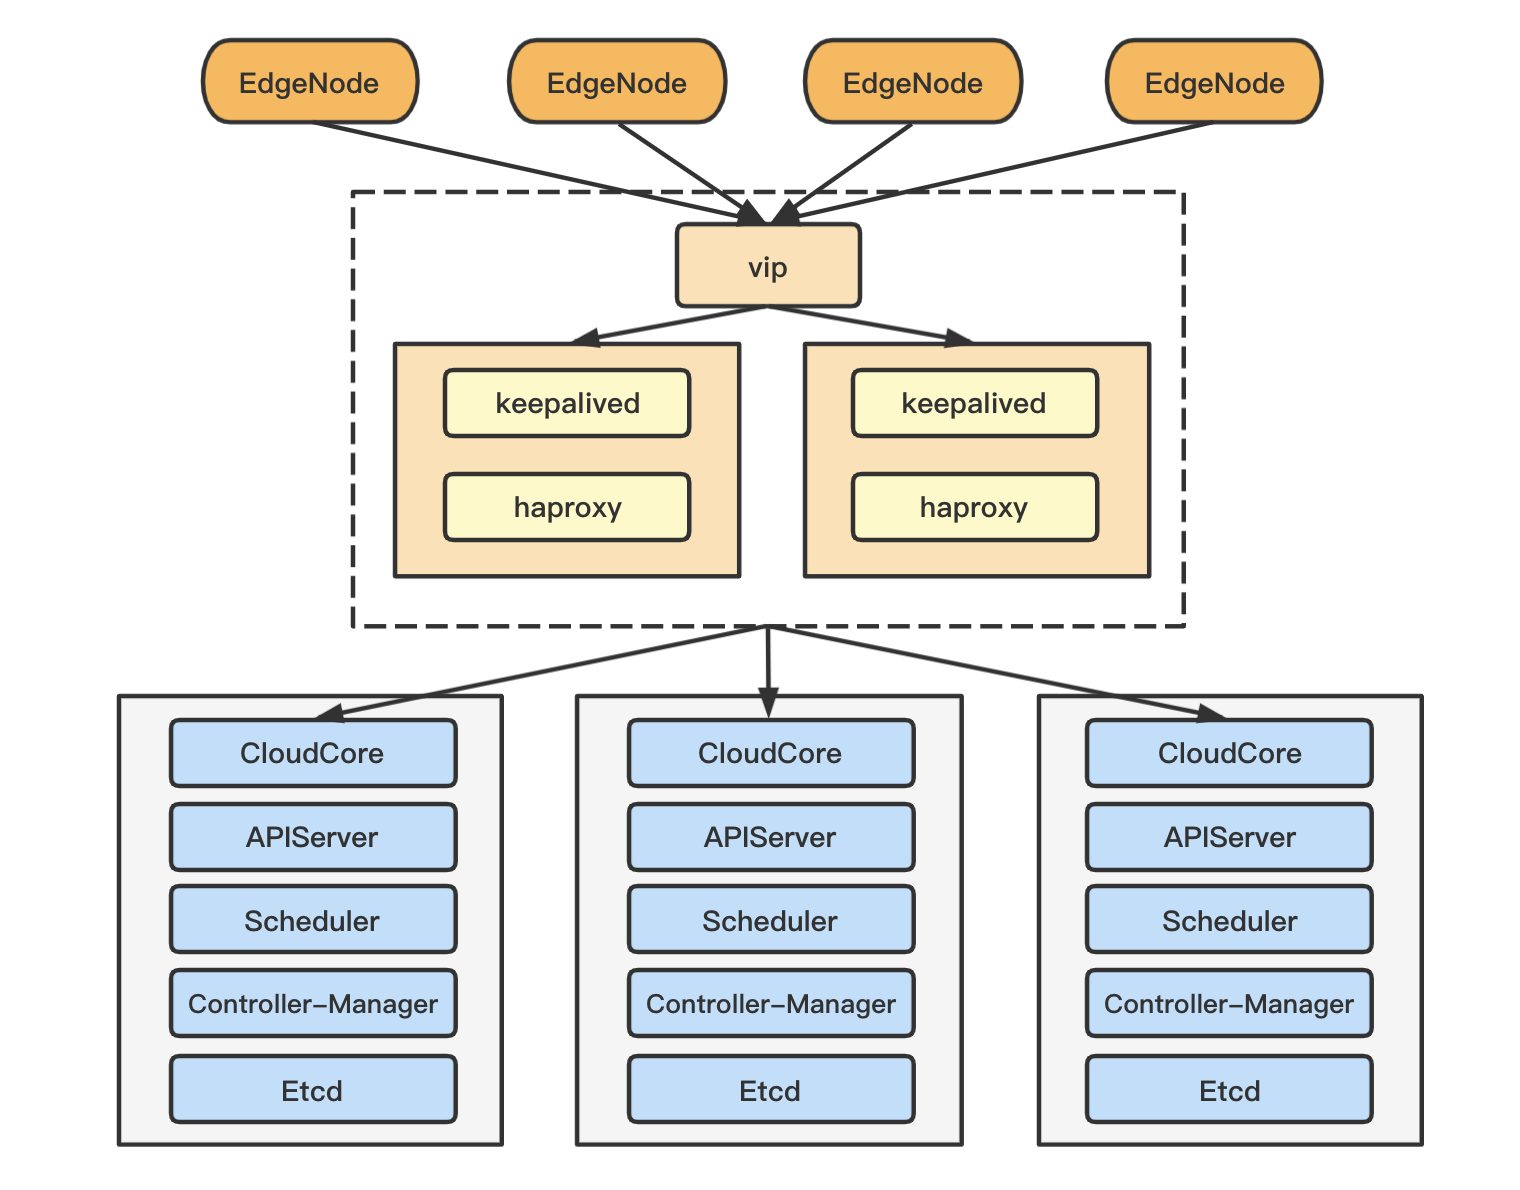 EdgeNode
EdgeNode
EdgeNode
EdgeNode
vip
keepalived
haproxy
keepalived
haproxy
CloudCore
APIServer
Scheduler
Controller–Manager
Etcd
CloudCore
APIServer
Scheduler
Controller–Manager
Etcd
CloudCore
APIServer
Scheduler
Controller–Manager
Etcd